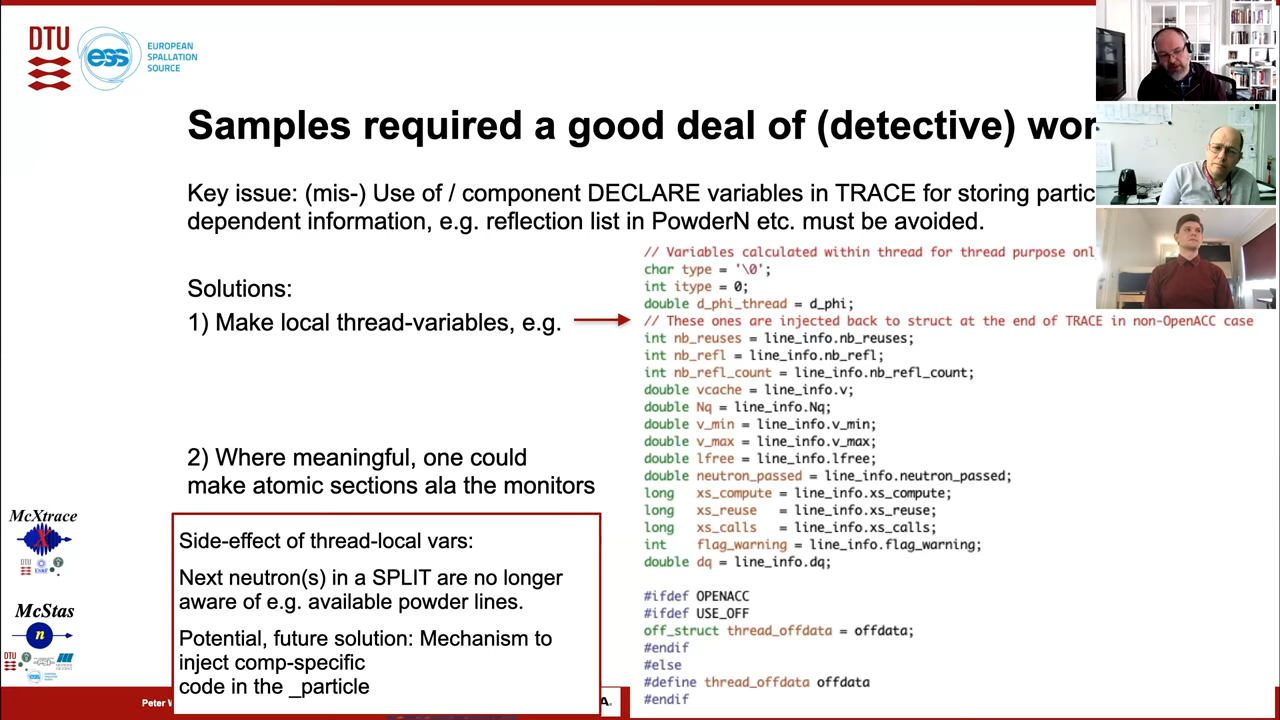 DTU
ess
EUROPEAN
SPALLATION
SOURCE
Samples required a good deal of (detective) wor
Key issue: (mis-) Use of / component DECLARE variables in TRACE for storing partic
dependent information, e.g. reflection list in PowderN etc. must be avoided.
Solutions:
1) Make local thread-variables, e.g.
2) Where meaningful, one could
make atomic sections ala the monitors
// Variables calculated within thread for thread purpose onl
char type = '\0';
int itype = 0;
double d_phi_thread = d_phi;
// These ones are injected back to struct at the end of TRACE in non-OpenACC case
int nb_reuses = line_info.nb_reuses;
int nb_refl = line_info.nb_refl;
int nb_refl_count = line_info.nb_refl_count;
double vcache = line_info.v;
double Nq = line_info.Nq;
double v_min = line_info.v_min;
double v_max = line_info.v_max;
double lfree = line_info.lfree;
double neutron_passed = line_info.neutron_passed;
long xs_compute = line_info.xs_compute;
long xs_reuse = line_info.xs_reuse;
long xs_calls = line_info.xs_calls;
int flag_warning = line_info.flag_warning;
double dq = line_info.dq;
#ifdef OPENACC
#ifdef USE_OFF
off_struct thread_offdata = offdata;
#endif
#else
#define thread_offdata offdata
#endif
Side-effect of thread-local vars:
Next neutron(s) in a SPLIT are no longer
aware of e.g. available powder lines.
Potential, future solution: Mechanism to
inject comp-specific
code in the _particle
McXtrace
X
DTU
McStas
n
DTU
ess
Peter W
A.